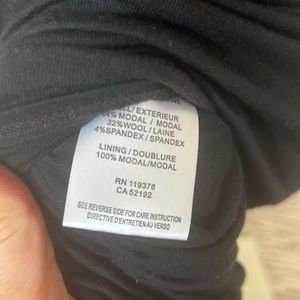 EXTERIEUR
MODAL / MODAL
32%WOOL / LAINE
4%SPANDEX / SPANDEX
LINING / DOUBLURE
100% MODAL/MODAL
RN 119376
CA 52192
SEE REVERSE SIDE FOR CARE INSTRUCTION
DIRECTIVE D'ENTRETIEN AU VERSO